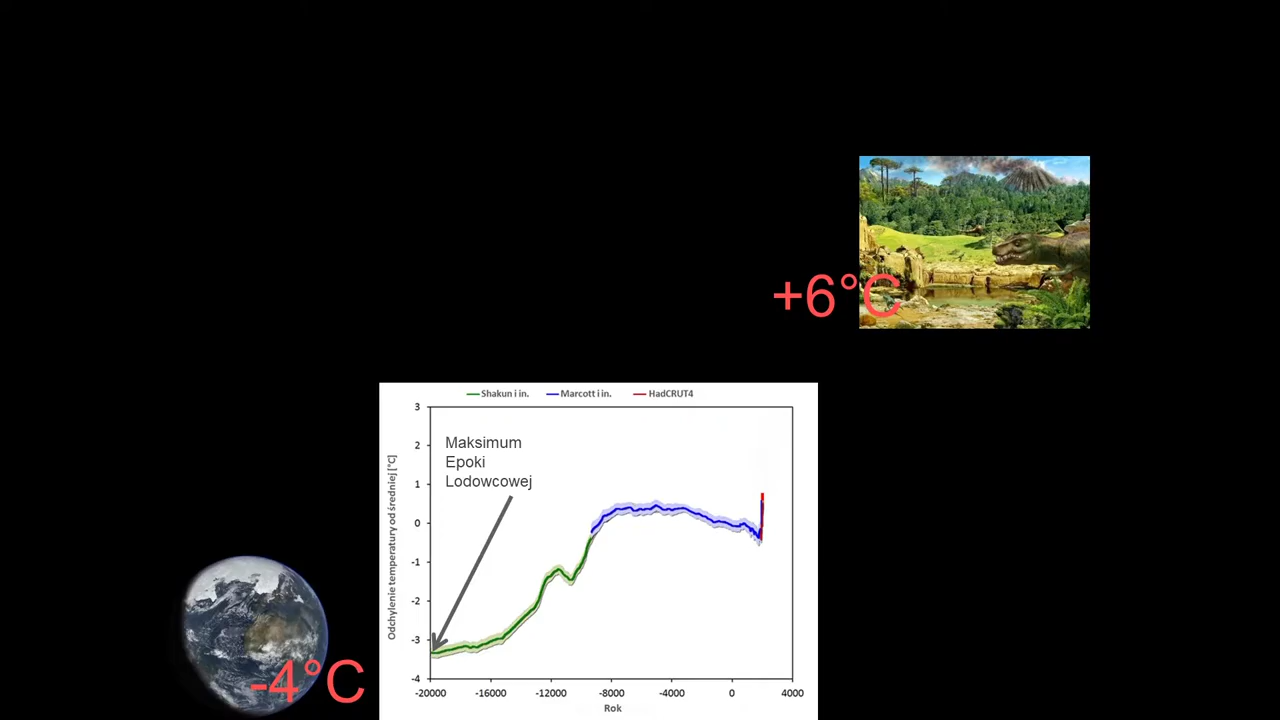 +6°C
Shakun i in. Marcott i in. HadCRUT4
3
2
1
0
-1
-2
-3
-4
Odchylenie temperatury od średniej [°C]
Maksimum
Epoki
Lodowcowej
-4°C
-20000 -16000 -12000 -8000 -4000 0 4000
Rok